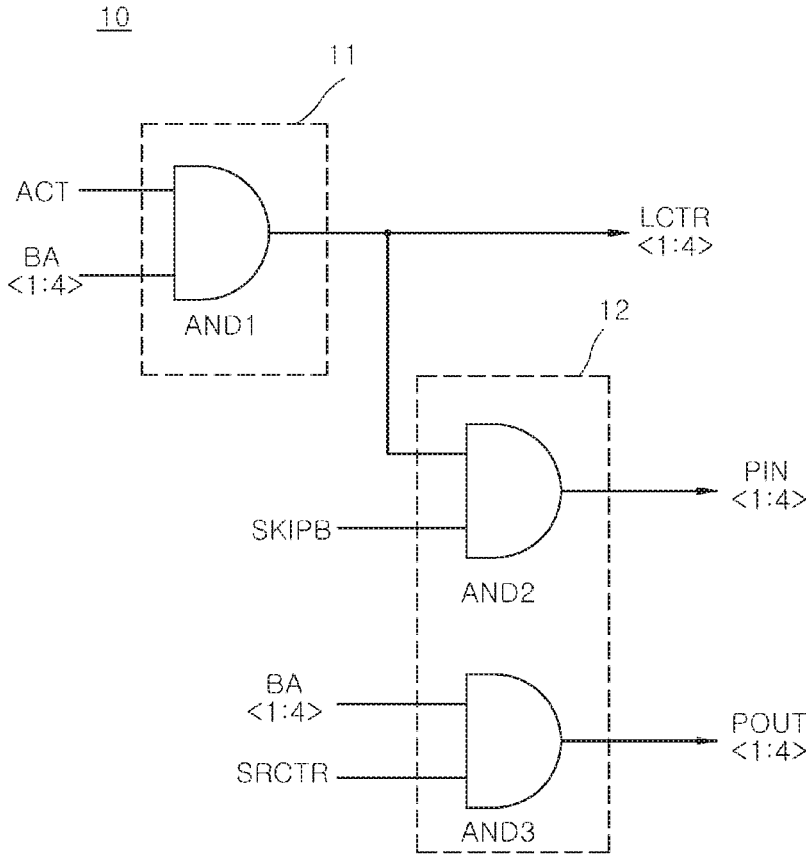 10
11
ACT
BA
<1:4>
AND1
LCTR
<1:4>
12
PIN
<1:4>
SKIPB
AND2
BA
<1:4>
SRCTR
POUT
<1:4>
AND3